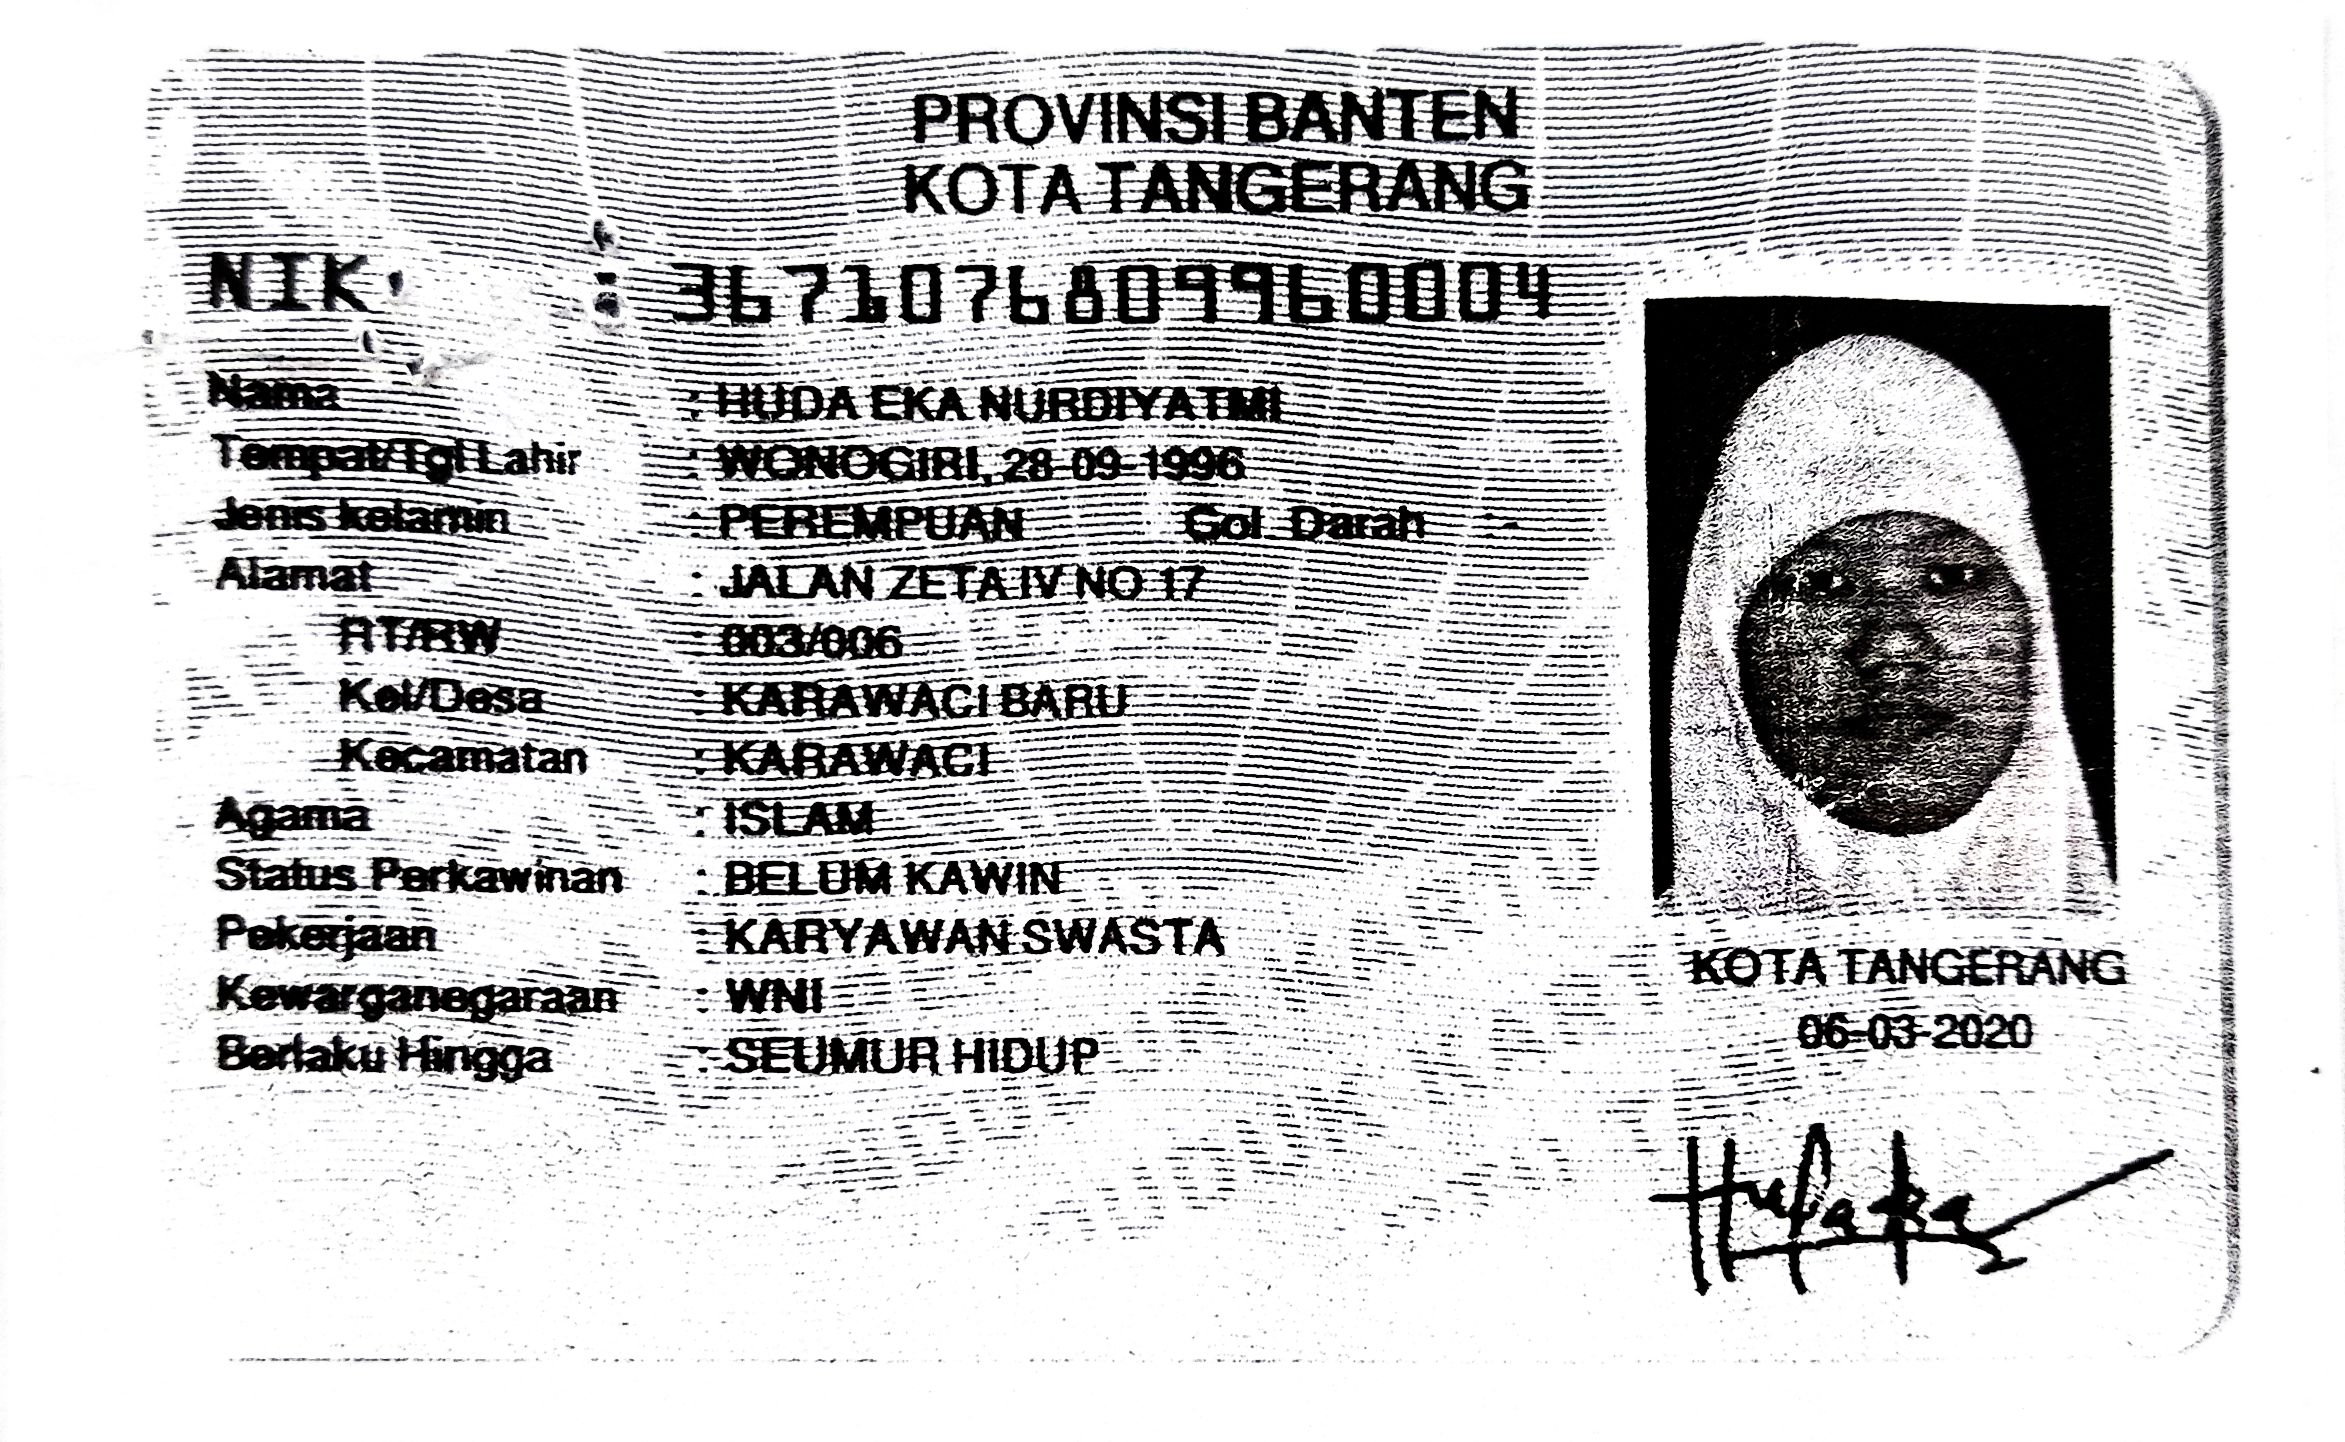 PROVINSI BANTEN
KOTA TANGERANG
NIK : 3671076809960004
Nama : HUDA EKA NURDIYATMI
Tempat/Tgl Lahir : WONOGIRI, 28-09-1996
Jenis kelamin : PEREMPUAN Gol. Darah : -
Alamat : JALAN ZETA IV NO 17
RT/RW : 003/006
Kel/Desa : KARAWACI BARU
Kecamatan : KARAWACI
Agama : ISLAM
Status Perkawinan : BELUM KAWIN
Pekerjaan : KARYAWAN SWASTA
Kewarganegaraan : WNI
Berlaku Hingga : SEUMUR HIDUP
KOTA TANGERANG
06-03-2020